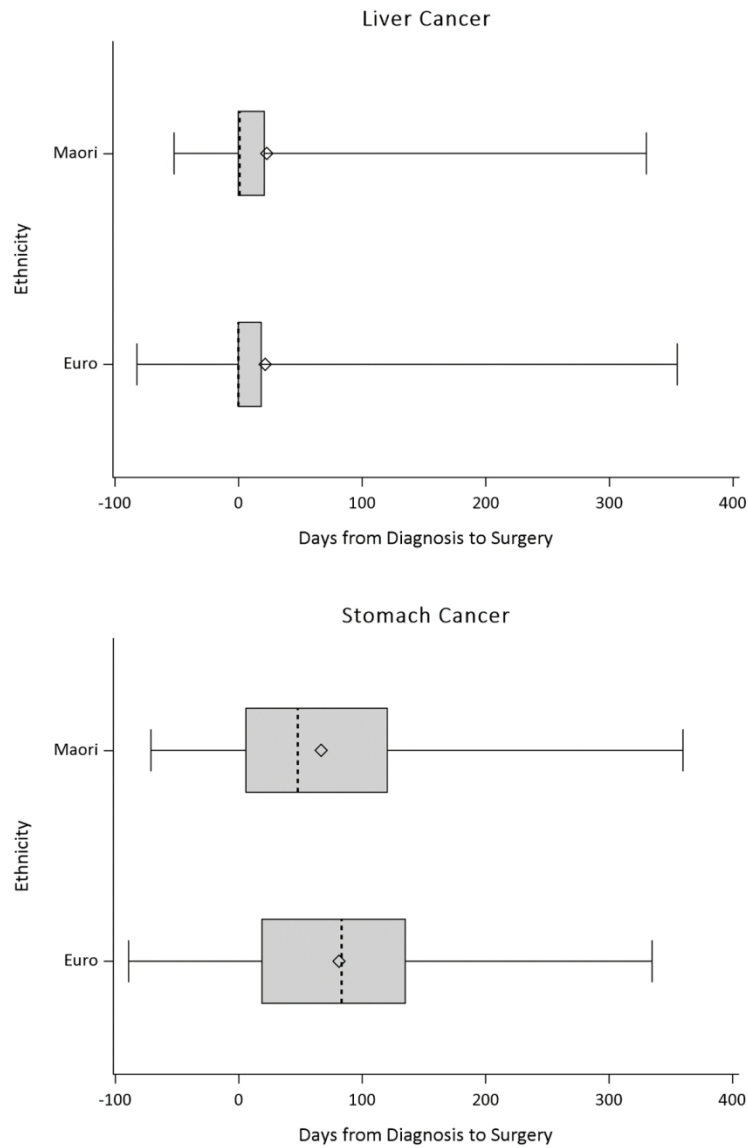 Liver Cancer
Ethnicity
Maori
Euro
-100 0 100 200 300 400
Days from Diagnosis to Surgery
Stomach Cancer
Ethnicity
Maori
Euro
-100 0 100 200 300 400
Days from Diagnosis to Surgery